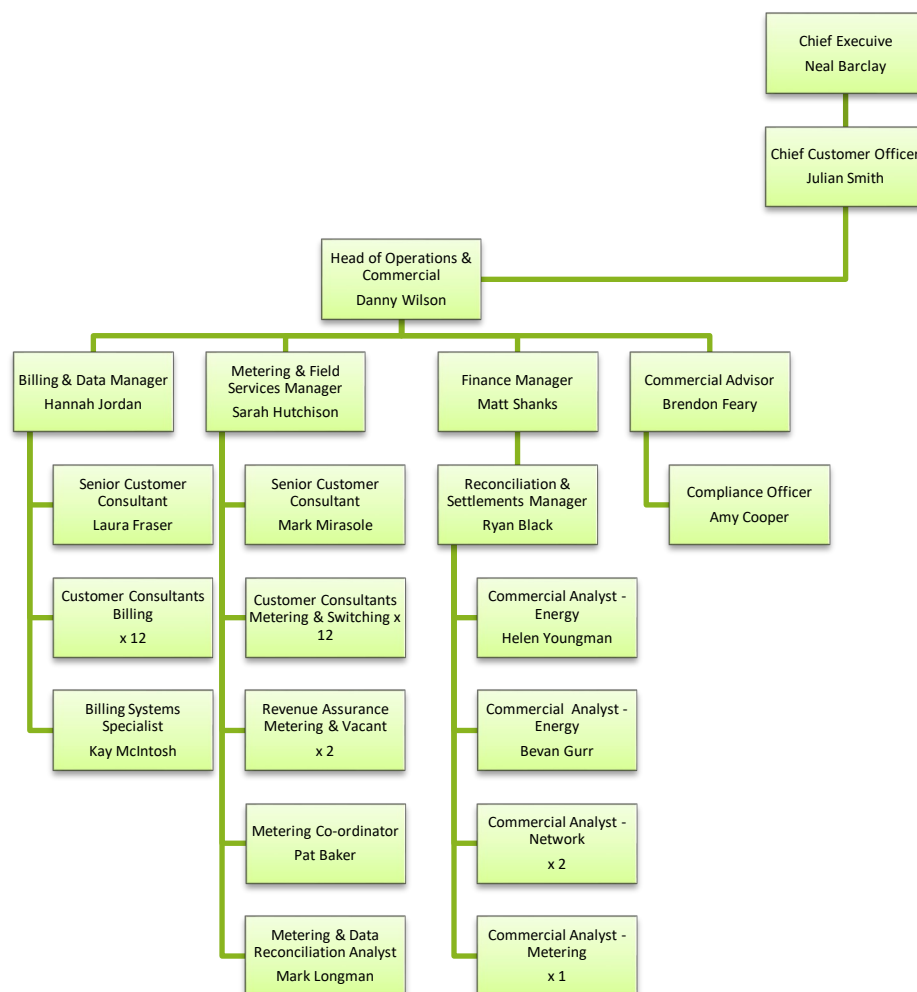 Chief Execuive
Neal Barclay
Chief Customer Officer
Julian Smith
Head of Operations &
Commercial
Danny Wilson
Billing & Data Manager
Hannah Jordan
Metering & Field
Services Manager
Sarah Hutchison
Finance Manager
Matt Shanks
Commercial Advisor
Brendon Feary
Senior Customer
Consultant
Laura Fraser
Senior Customer
Consultant
Mark Mirasole
Reconciliation &
Settlements Manager
Ryan Black
Compliance Officer
Amy Cooper
Customer Consultants
Billing
x 12
Customer Consultants
Metering & Switching x
12
Commercial Analyst -
Energy
Helen Youngman
Billing Systems
Specialist
Kay McIntosh
Revenue Assurance
Metering & Vacant
x 2
Commercial Analyst -
Energy
Bevan Gurr
Metering Co-ordinator
Pat Baker
Commercial Analyst -
Network
x 2
Metering & Data
Reconciliation Analyst
Mark Longman
Commercial Analyst -
Metering
x 1